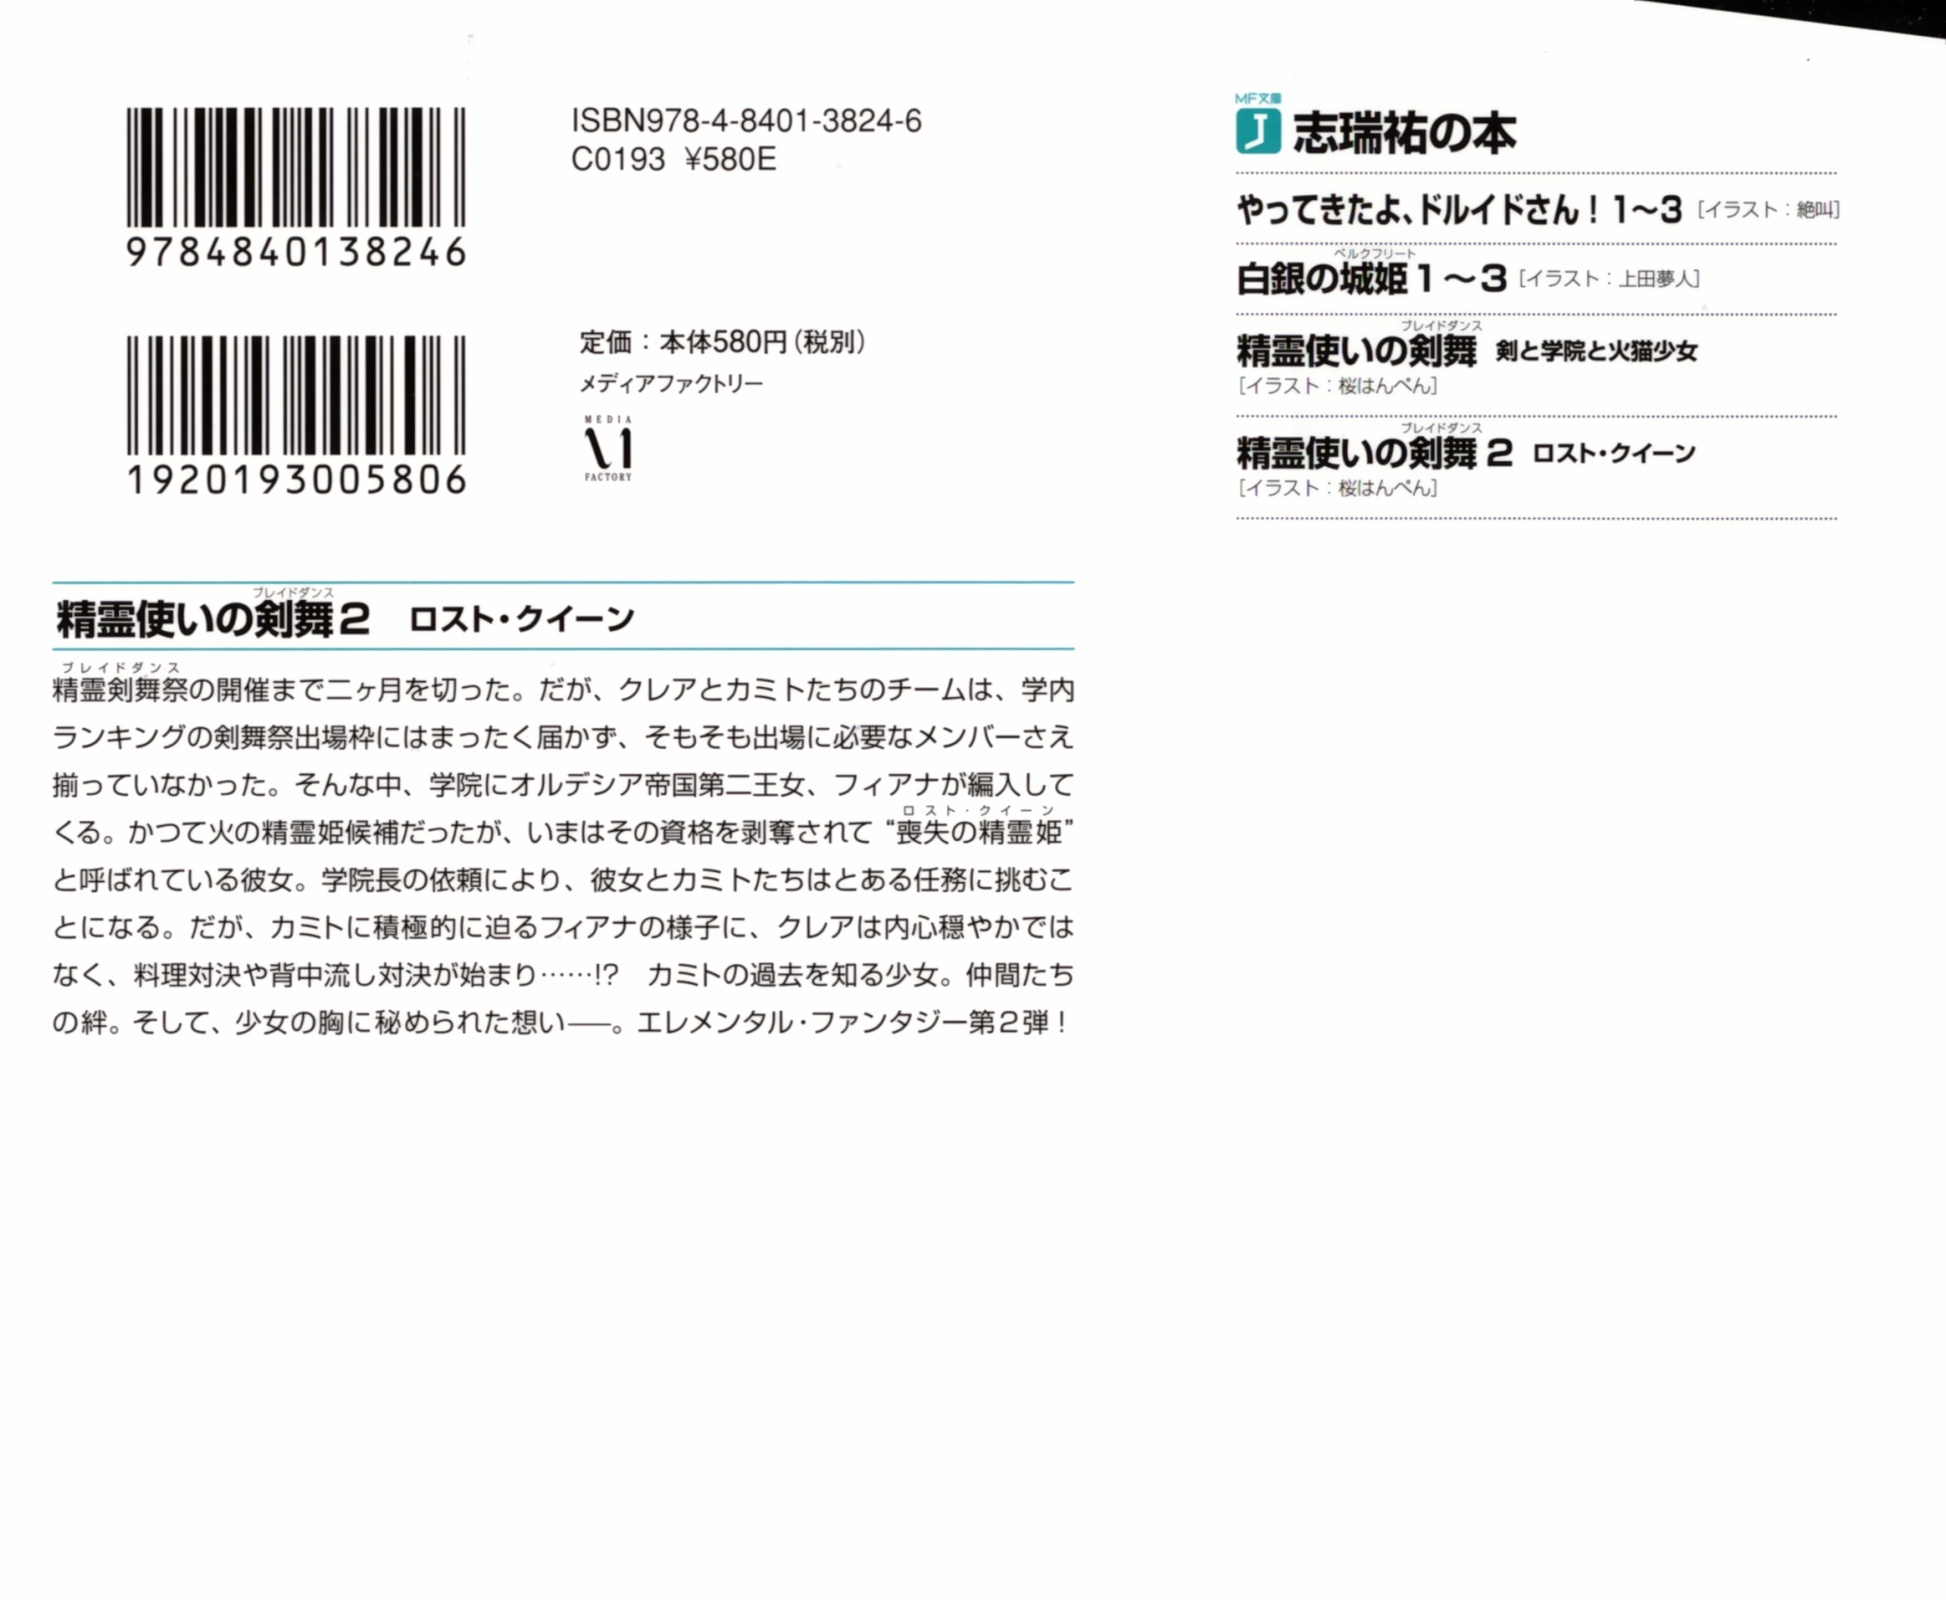 9784840138246
ISBN978-4-8401-3824-6
C0193 ¥580E
1920193005806
定価：本体580円（税別）
メディアファクトリー
MEDIA
FACTORY
ブレイドダンス
精霊使いの剣舞2　ロスト・クイーン
ブレイドダンス
精霊剣舞祭の開催まで二ヶ月を切った。だが、クレアとカミトたちのチームは、学内
ランキングの剣舞祭出場枠にはまったく届かず、そもそも出場に必要なメンバーさえ
揃っていなかった。そんな中、学院にオルデシア帝国第二王女、フィアナが編入して
ロスト・クイーン
くる。かつて火の精霊姫候補だったが、いまはその資格を剥奪されて“喪失の精霊姫”
と呼ばれている彼女。学院長の依頼により、彼女とカミトたちはとある任務に挑むこ
とになる。だが、カミトに積極的に迫るフィアナの様子に、クレアは内心穏やかでは
なく、料理対決や背中流し対決が始まり……!?　カミトの過去を知る少女。仲間たち
の絆。そして、少女の胸に秘められた想い――。エレメンタル・ファンタジー第2弾！
MF文庫
J 志瑞祐の本
やってきたよ、ドルイドさん！1〜3［イラスト：絶叫］
ベルクフリート
白銀の城姫1〜3［イラスト：上田夢人］
ブレイドダンス
精霊使いの剣舞 剣と学院と火猫少女
［イラスト：桜はんぺん］
ブレイドダンス
精霊使いの剣舞2 ロスト・クイーン
［イラスト：桜はんぺん］